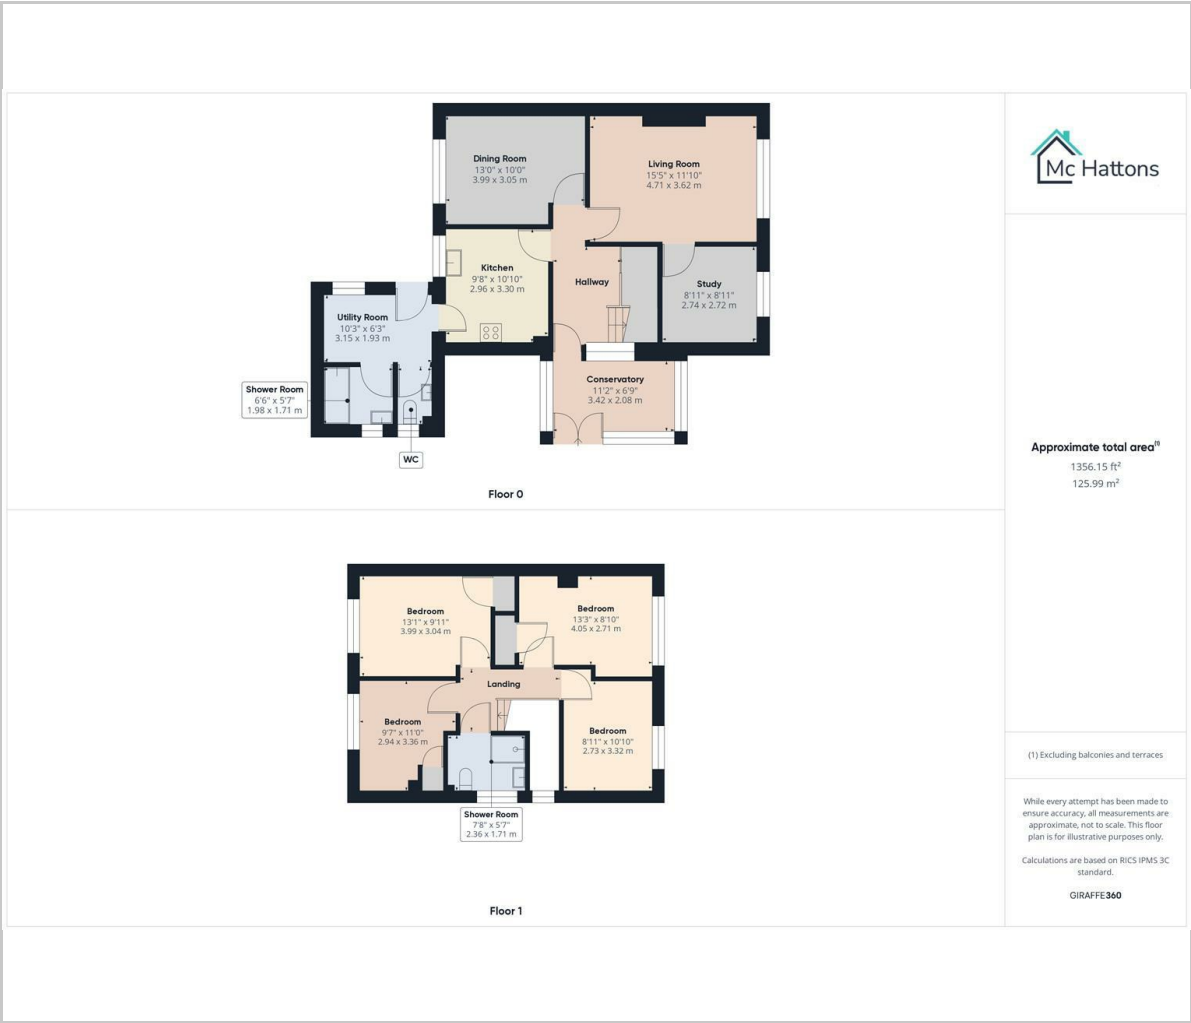 Dining Room
13'0" x 10'0"
3.99 x 3.05 m
Living Room
15'5" x 11'10"
4.71 x 3.62 m
Kitchen
9'8" x 10'10"
2.96 x 3.30 m
Hallway
Study
8'11" x 8'11"
2.74 x 2.72 m
Utility Room
10'3" x 6'3"
3.15 x 1.93 m
Shower Room
6'6" x 5'7"
1.98 x 1.71 m
WC
Conservatory
11'2" x 6'9"
3.42 x 2.08 m
Floor 0
Bedroom
13'1" x 9'11"
3.99 x 3.04 m
Bedroom
13'3" x 8'10"
4.05 x 2.71 m
Landing
Bedroom
9'7" x 11'0"
2.94 x 3.36 m
Bedroom
8'11" x 10'10"
2.73 x 3.32 m
Shower Room
7'8" x 5'7"
2.36 x 1.71 m
Floor 1
Mc Hattons
Approximate total area(1)
1356.15 ft²
125.99 m²
(1) Excluding balconies and terraces
While every attempt has been made to
ensure accuracy, all measurements are
approximate, not to scale. This floor
plan is for illustrative purposes only.
Calculations are based on RICS IPMS 3C
standard.
GIRAFFE360